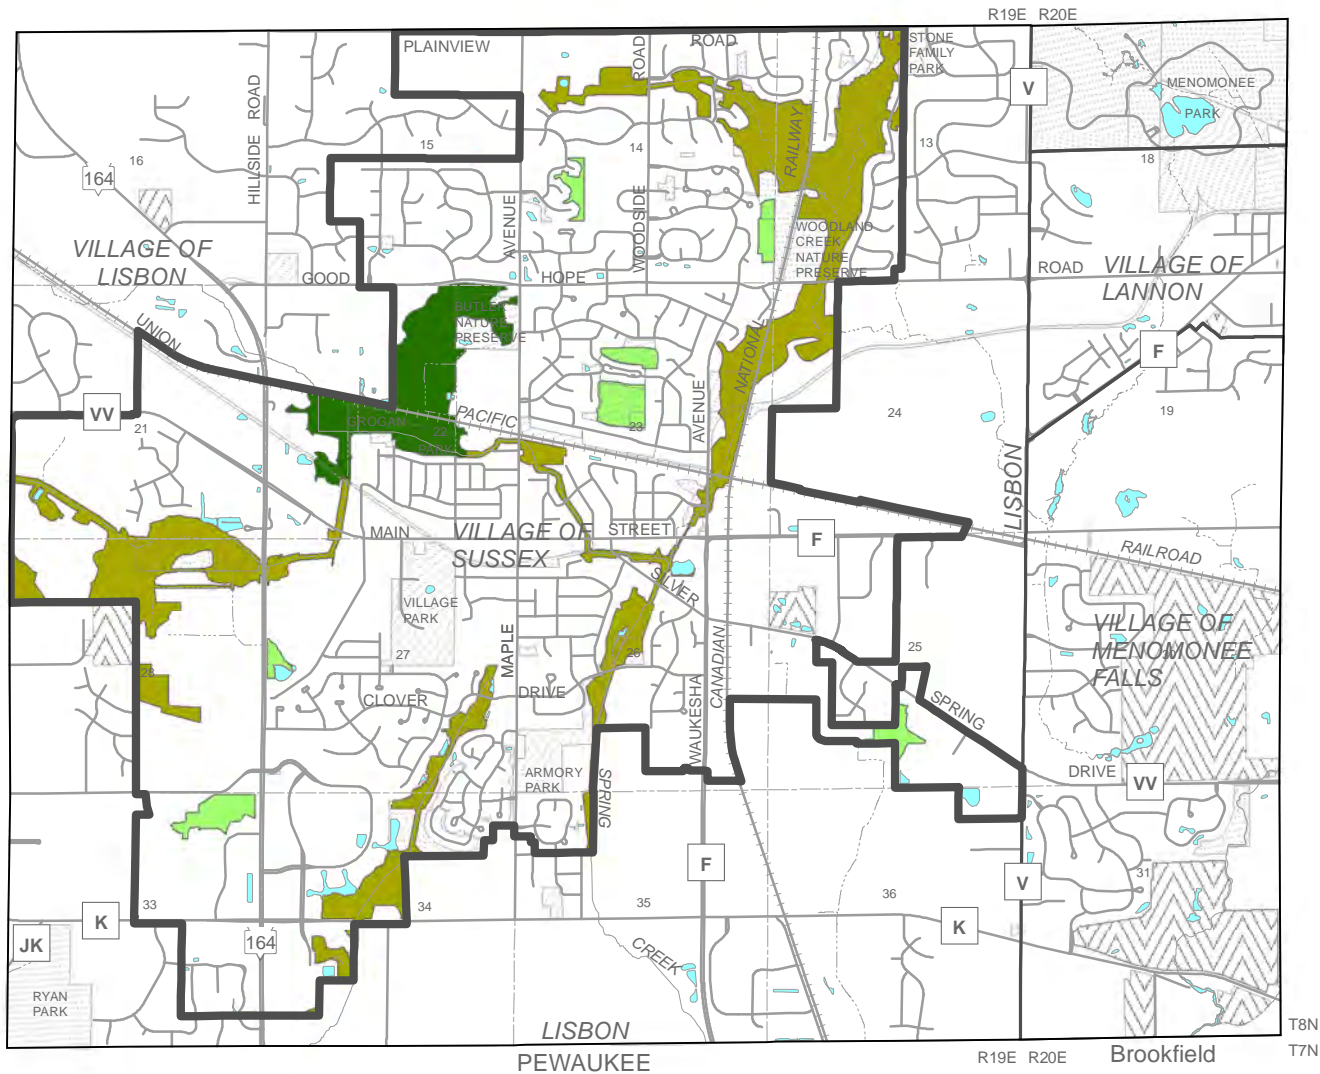 R19E R20E
PLAINVIEW
ROAD
ROAD
STONE
FAMILY
PARK
V
MENOMONEE
PARK
HILLSIDE ROAD
15
14
13
16
18
164
RAILWAY
AVENUE
WOODSIDE
WOODLAND
CREEK
NATURE
PRESERVE
VILLAGE OF
LISBON
GOOD
HOPE
ROAD
VILLAGE OF
LANNON
BUTLER
NATURE
PRESERVE
UNION
NATIONAL
F
VV
21
GROGAN
PARK
22
PACIFIC
23
AVENUE
24
19
LISBON
MAIN
VILLAGE OF
SUSSEX
STREET
F
RAILROAD
SILVER
VILLAGE
PARK
MAPLE
VILLAGE OF
MENOMONEE
FALLS
30
25
26
27
28
CLOVER
DRIVE
WAUKESHA
CANADIAN
SPRING
DRIVE
VV
ARMORY
PARK
SPRING
F
V
31
33
34
35
36
K
K
JK
164
CREEK
RYAN
PARK
LISBON
PEWAUKEE
R19E R20E
Brookfield
T8N
T7N